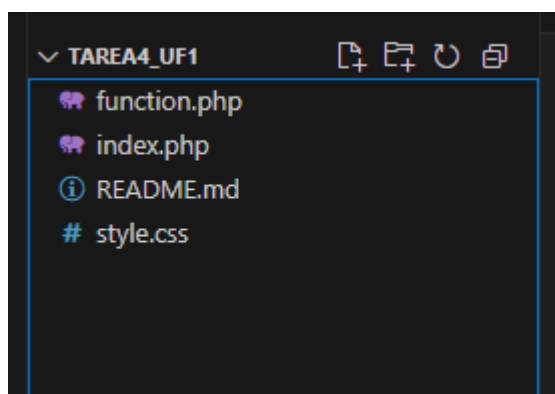 TAREA4_UF1
function.php
index.php
README.md
# style.css